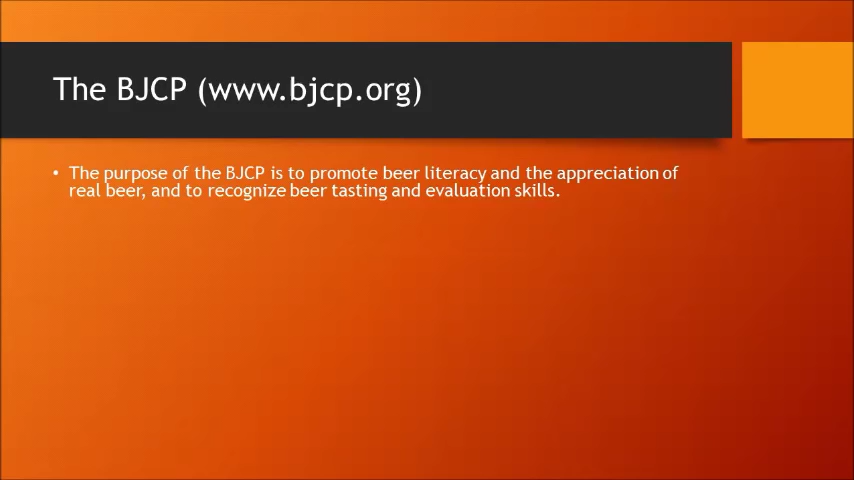 The BJCP (www.bjcp.org)
• The purpose of the BJCP is to promote beer literacy and the appreciation of
real beer, and to recognize beer tasting and evaluation skills.